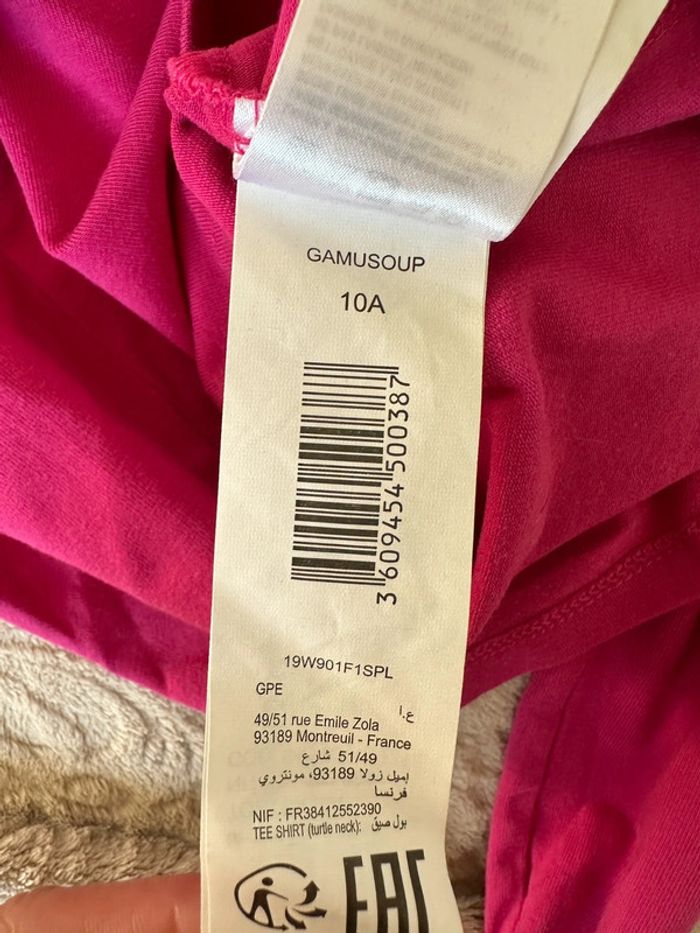 GAMUSOUP
10A
3 609454 500387
19W901F1SPL
GPE
ا.ع
49/51 rue Emile Zola
93189 Montreuil - France
51/49 شارع
إميل زولا 93189، مونتروي
فرنسا
NIF : FR38412552390
TEE SHIRT (turtle neck): بول صيق
EAC